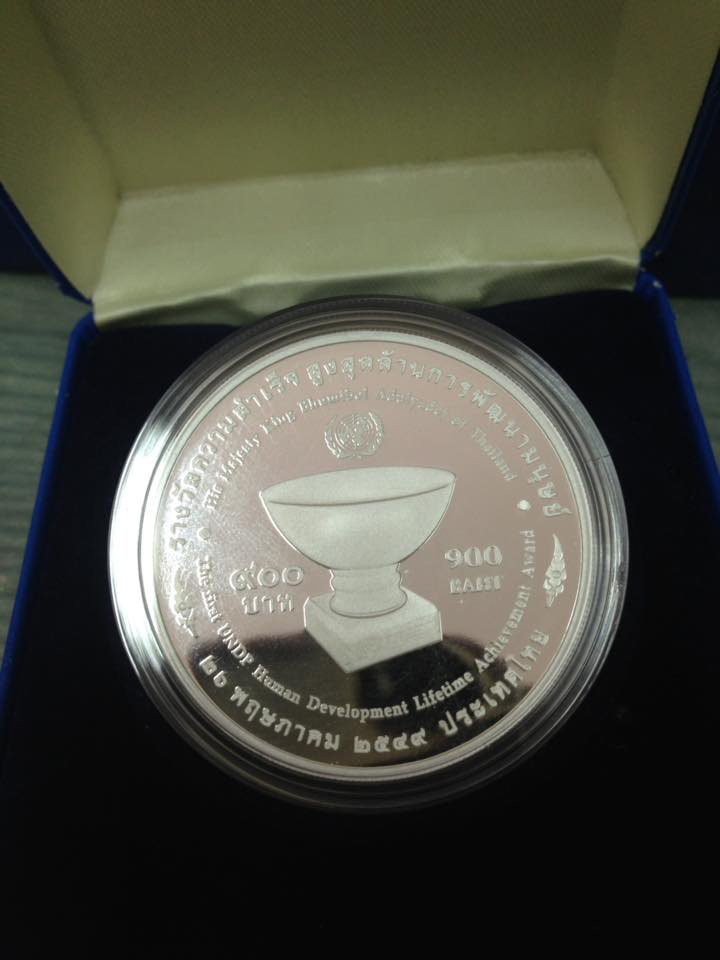 รางวัลความสำเร็จ สูงสุดด้านการพัฒนามนุษย์
His Majesty King Bhumibol Adulyadej of Thailand
๙๐๐
บาท
900
BAHT
The First UNDP Human Development Lifetime Achievement Award
๒๖ พฤษภาคม ๒๕๔๙ ประเทศไทย